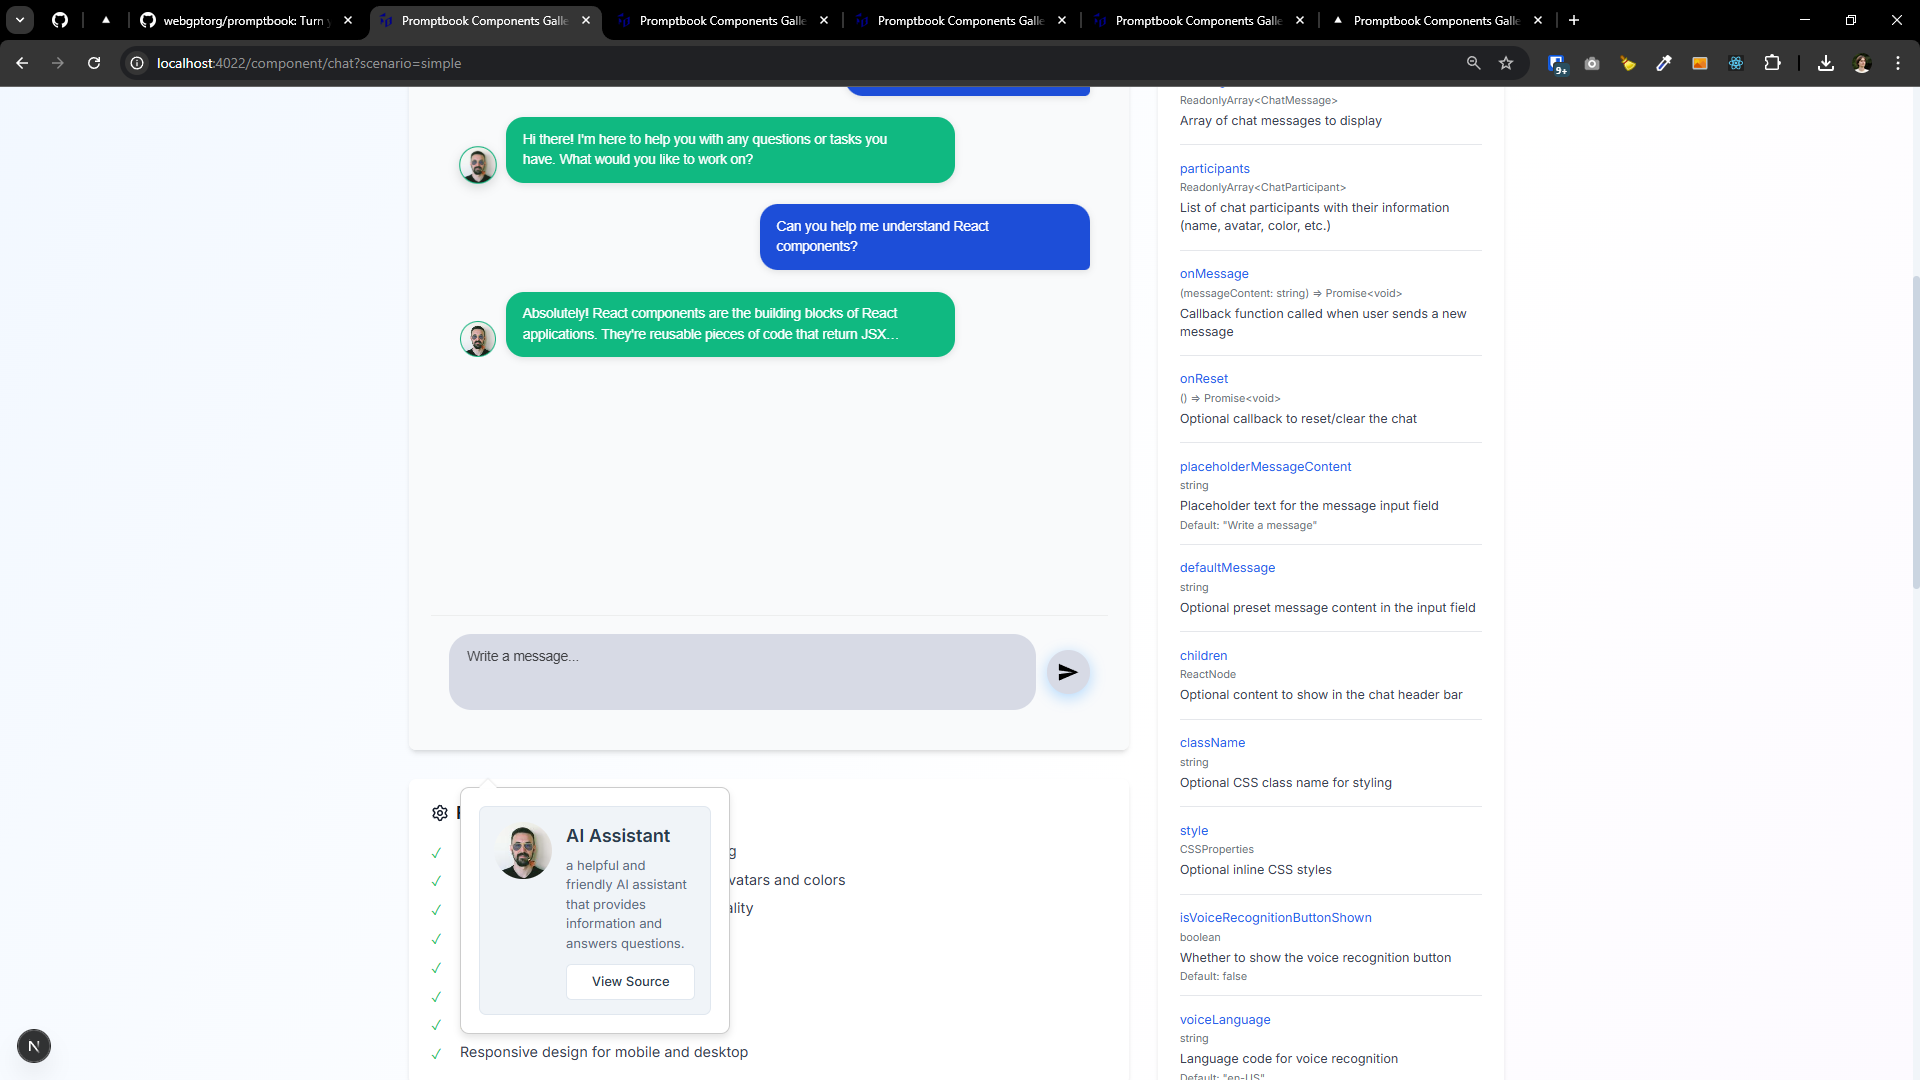 webgptorg/promptbook: Turn y
Promptbook Components Galle
Promptbook Components Galle
Promptbook Components Galle
Promptbook Components Galle
Promptbook Components Galle
localhost:4022/component/chat?scenario=simple
9+
Hi there! I'm here to help you with any questions or tasks you
have. What would you like to work on?
Can you help me understand React
components?
Absolutely! React components are the building blocks of React
applications. They're reusable pieces of code that return JSX...
Write a message...
AI Assistant
a helpful and
friendly AI assistant
that provides
information and
answers questions.
View Source
vatars and colors
ality
Responsive design for mobile and desktop
N
ReadonlyArray<ChatMessage>
Array of chat messages to display
participants
ReadonlyArray<ChatParticipant>
List of chat participants with their information
(name, avatar, color, etc.)
onMessage
(messageContent: string) => Promise<void>
Callback function called when user sends a new
message
onReset
() => Promise<void>
Optional callback to reset/clear the chat
placeholderMessageContent
string
Placeholder text for the message input field
Default: "Write a message"
defaultMessage
string
Optional preset message content in the input field
children
ReactNode
Optional content to show in the chat header bar
className
string
Optional CSS class name for styling
style
CSSProperties
Optional inline CSS styles
isVoiceRecognitionButtonShown
boolean
Whether to show the voice recognition button
Default: false
voiceLanguage
string
Language code for voice recognition
Default: "en-US"